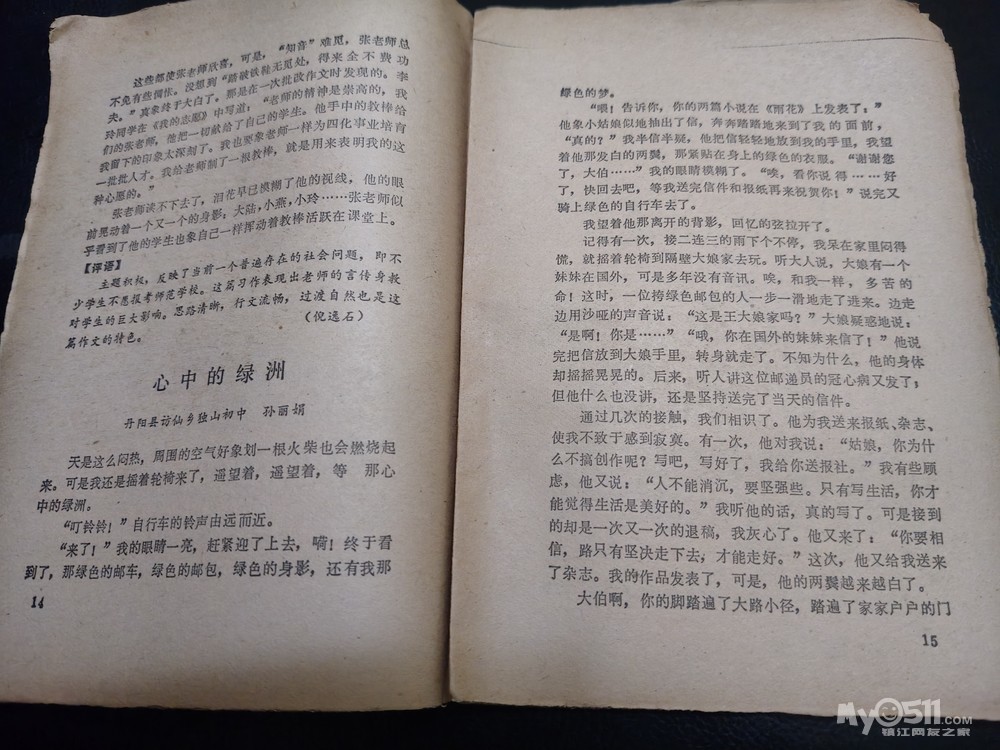 这些都使张老师欣喜，可是，“知音”难觅，张老师总
不免有些惆怅。没想到“踏破铁鞋无觅处，得来全不费功
夫。”真象终于大白了。那是在一次批改作文时发现的。李
玲同学在《我的志愿》中写道：“老师的精神是崇高的，我
们的张老师，他把一切献给了自己的学生。他手中的教棒给
我留下的印象太深刻了。我也要象老师一样为四化事业培育
一批批人才。我给老师制了一根教棒，就是用来表明我的这
种心愿的。”
张老师读不下去了，泪花早已模糊了他的视线，他的眼
前晃动着一个又一个的身影：大陆，小燕，小玲……张老师似
乎看到了他的学生也象自己一样挥动着教棒活跃在课堂上。
【评语】
主题积极，反映了当前一个普遍存在的社会问题，即不
少学生不愿报考师范学校。这篇习作表现出老师的言传身教
对学生的巨大影响。思路清晰，行文流畅，过渡自然也是这
篇作文的特色。（倪逸石）
心中的绿洲
丹阳县访仙乡独山初中 孙丽娟
天是这么闷热，周围的空气好象划一根火柴也会燃烧起
来。可是我还是摇着轮椅来了，遥望着，遥望着，等 那心
中的绿洲。
“叮铃铃！”自行车的铃声由远而近。
“来了！”我的眼睛一亮，赶紧迎了上去，嗬！终于看
到了，那绿色的邮车，绿色的邮包，绿色的身影，还有我那
14
绿色的梦。
“喂！告诉你，你的两篇小说在《雨花》上发表了：”
他象小姑娘似地抽出了信，奔奔踏踏地来到了我的面前，
“真的？”我半信半疑，他把信轻轻地放到我的手里，我望
着他那发白的两鬓，那紧贴在身上的绿色的衣服。“谢谢您
了，大伯……”我的眼睛模糊了。“唉，看你说得……好
了，快回去吧，等我送完信件和报纸再来祝贺你！”说完又
骑上绿色的自行车去了。
我望着他那离开的背影，回忆的弦拉开了。
记得有一次，接二连三的雨下个不停，我呆在家里闷得
慌，就摇着轮椅到隔壁大娘家去玩。听大人说，大娘有一个
妹妹在国外，可是多年没有音讯。唉，和我一样，多苦的
命！这时，一位挎绿色邮包的人一步一滑地走了进来。边走
边用沙哑的声音说：“这是王大娘家吗？”大娘疑惑地说：
“是啊！你是……”“哦，你在国外的妹妹来信了！”他说
完把信放到大娘手里，转身就走了。不知为什么，他的身体
却摇摇晃晃的。后来，听人讲这位邮递员的冠心病又发了；
但他什么也没讲，还是坚持送完了当天的信件。
通过几次的接触，我们相识了。他为我送来报纸、杂志、
使我不致于感到寂寞。有一次，他对我说：“姑娘，你为什
么不搞创作呢？写吧，写好了，我给你送报社。”我有些顾
虑，他又说：“人不能消沉，要坚强些。只有写生活，你才
能觉得生活是美好的。”我听他的话，真的写了。可是接到
的却是一次又一次的退稿，我灰心了。他又来了：“你要相
信，路只有坚决走下去，才能走好。”这次，他又给我送来
了杂志。我的作品发表了，可是，他的两鬓越来越白了。
大伯啊，你的脚踏遍了大路小径，踏遍了家家户户的门
15
My0511.COM
镇江网友之家